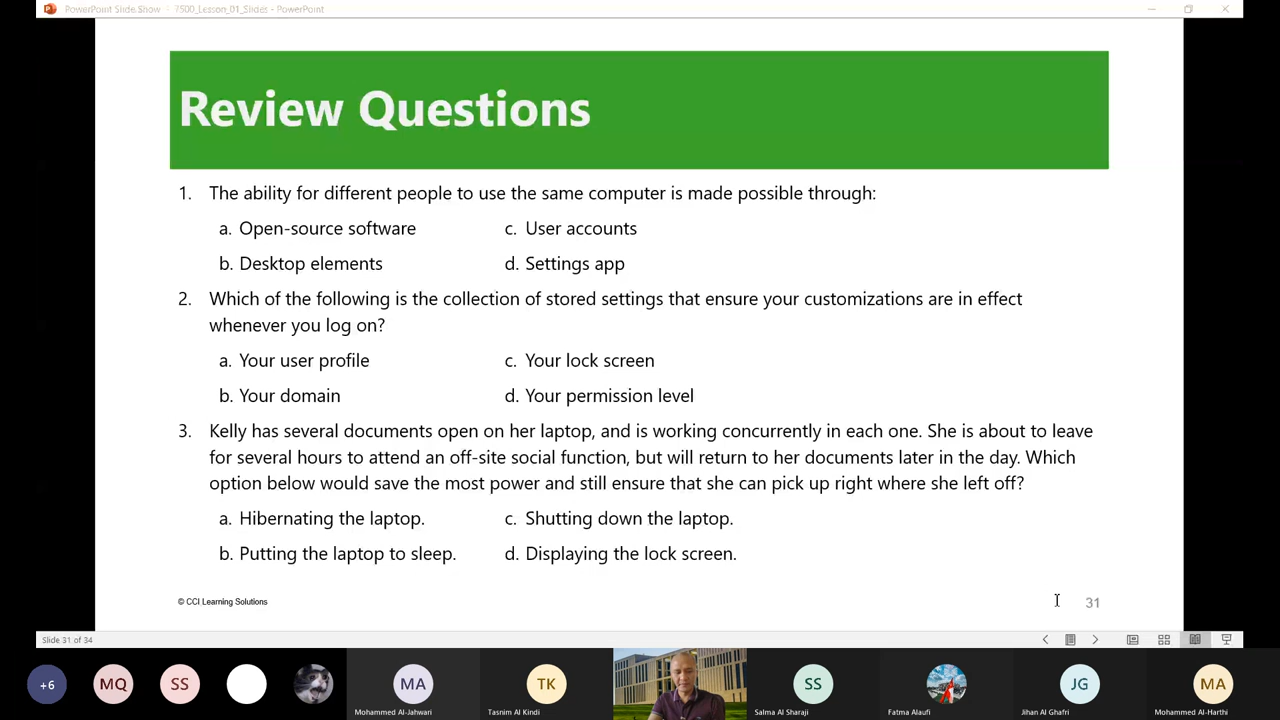 PowerPoint Slide Show - 7500_Lesson_01_Slides - PowerPoint
Review Questions
1. The ability for different people to use the same computer is made possible through:
a. Open-source software
c. User accounts
b. Desktop elements
d. Settings app
2. Which of the following is the collection of stored settings that ensure your customizations are in effect
whenever you log on?
a. Your user profile
c. Your lock screen
b. Your domain
d. Your permission level
3. Kelly has several documents open on her laptop, and is working concurrently in each one. She is about to leave
for several hours to attend an off-site social function, but will return to her documents later in the day. Which
option below would save the most power and still ensure that she can pick up right where she left off?
a. Hibernating the laptop.
c. Shutting down the laptop.
b. Putting the laptop to sleep.
d. Displaying the lock screen.
© CCI Learning Solutions
31
Slide 31 of 34
+6
MQ
SS
MA
TK
SS
JG
MA
Mohammed Al-Jahwari
Tasnim Al Kindi
Salma Al Sharaji
Fatma Alaufi
Jihan Al Ghafri
Mohammed Al-Harthi